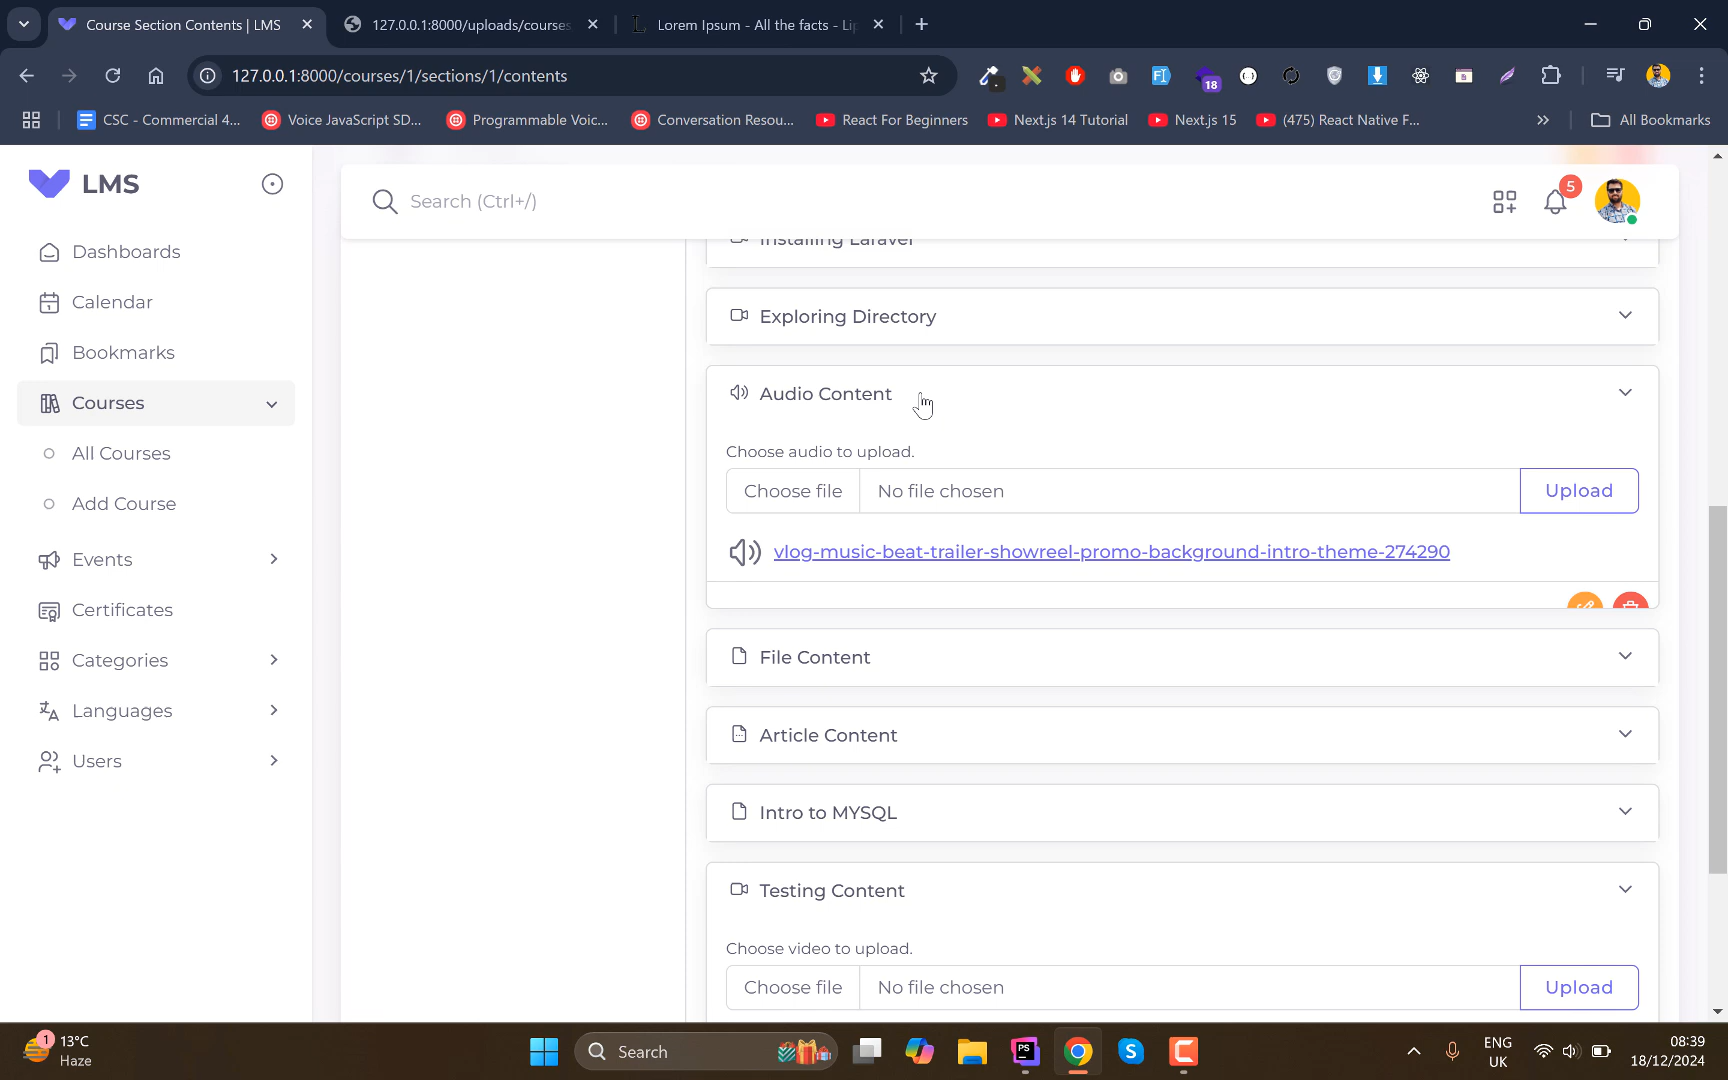 Course Section Contents | LMS
127.0.0.1:8000/uploads/courses
Lorem Ipsum - All the facts - Lip
127.0.0.1:8000/courses/1/sections/1/contents
18
CSC - Commercial 4...
Voice JavaScript SD...
Programmable Voic...
Conversation Resou...
React For Beginners
Next.js 14 Tutorial
Next.js 15
(475) React Native F...
All Bookmarks
LMS
Search (Ctrl+/)
5
Dashboards
Calendar
Bookmarks
Courses
All Courses
Add Course
Events
Certificates
Categories
Languages
Users
Installing Laravel
Exploring Directory
Audio Content
Choose audio to upload.
Choose file
No file chosen
Upload
vlog-music-beat-trailer-showreel-promo-background-intro-theme-274290
File Content
Article Content
Intro to MYSQL
Testing Content
Choose video to upload.
Choose file
No file chosen
Upload
1
13°C
Haze
Search
PS
S
ENG
UK
08:39
18/12/2024